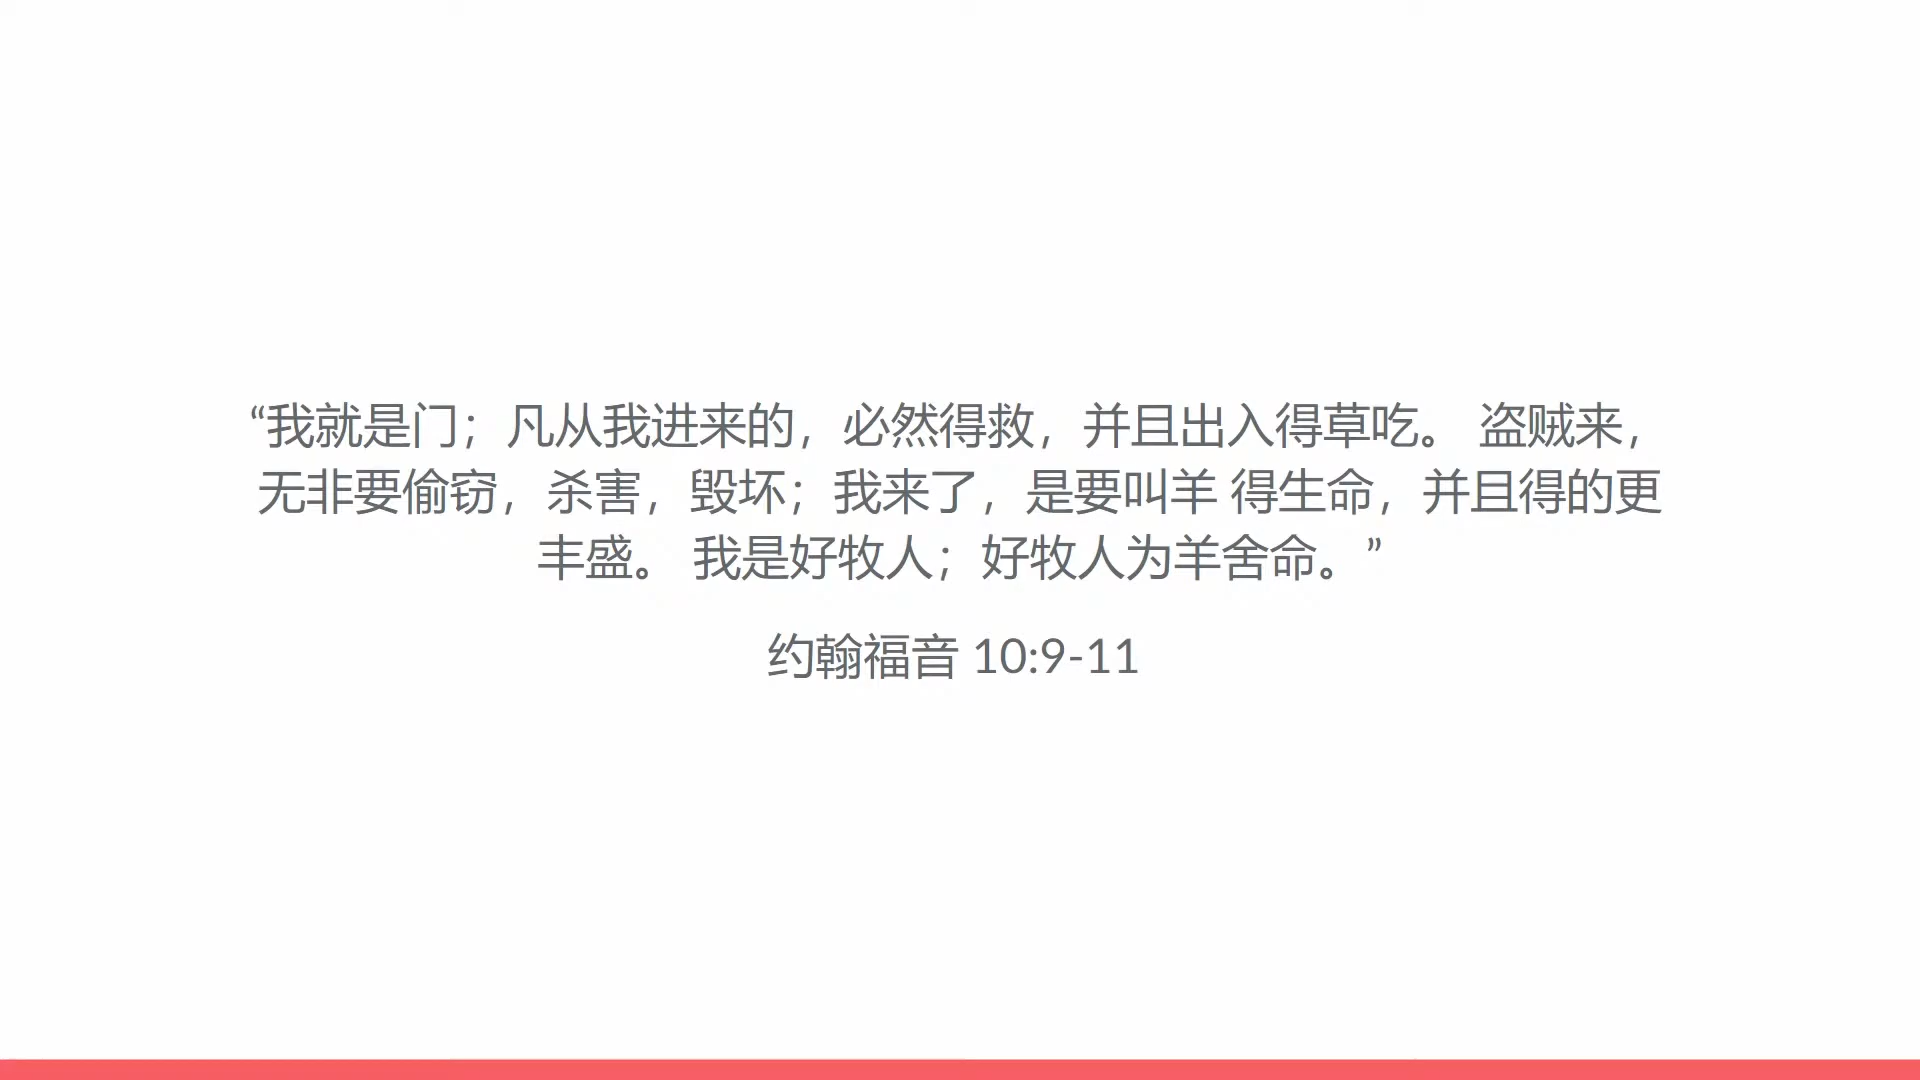 “我就是门；凡从我进来的，必然得救，并且出入得草吃。 盗贼来，
无非要偷窃，杀害，毁坏；我来了，是要叫羊 得生命，并且得的更
丰盛。 我是好牧人；好牧人为羊舍命。”
约翰福音 10:9-11